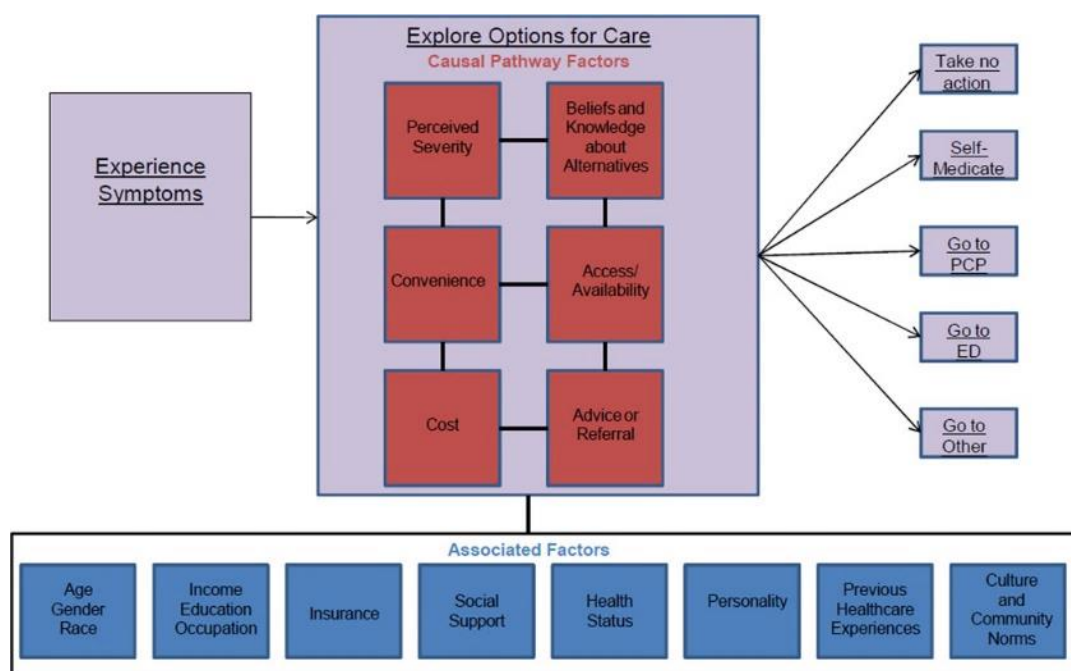 Explore Options for Care
Causal Pathway Factors
Experience
Symptoms
Perceived
Severity
Beliefs and
Knowledge
about
Alternatives
Convenience
Access/
Availability
Cost
Advice or
Referral
Take no
action
Self-
Medicate
Go to
PCP
Go to
ED
Go to
Other
Associated Factors
Age
Gender
Race
Income
Education
Occupation
Insurance
Social
Support
Health
Status
Personality
Previous
Healthcare
Experiences
Culture
and
Community
Norms